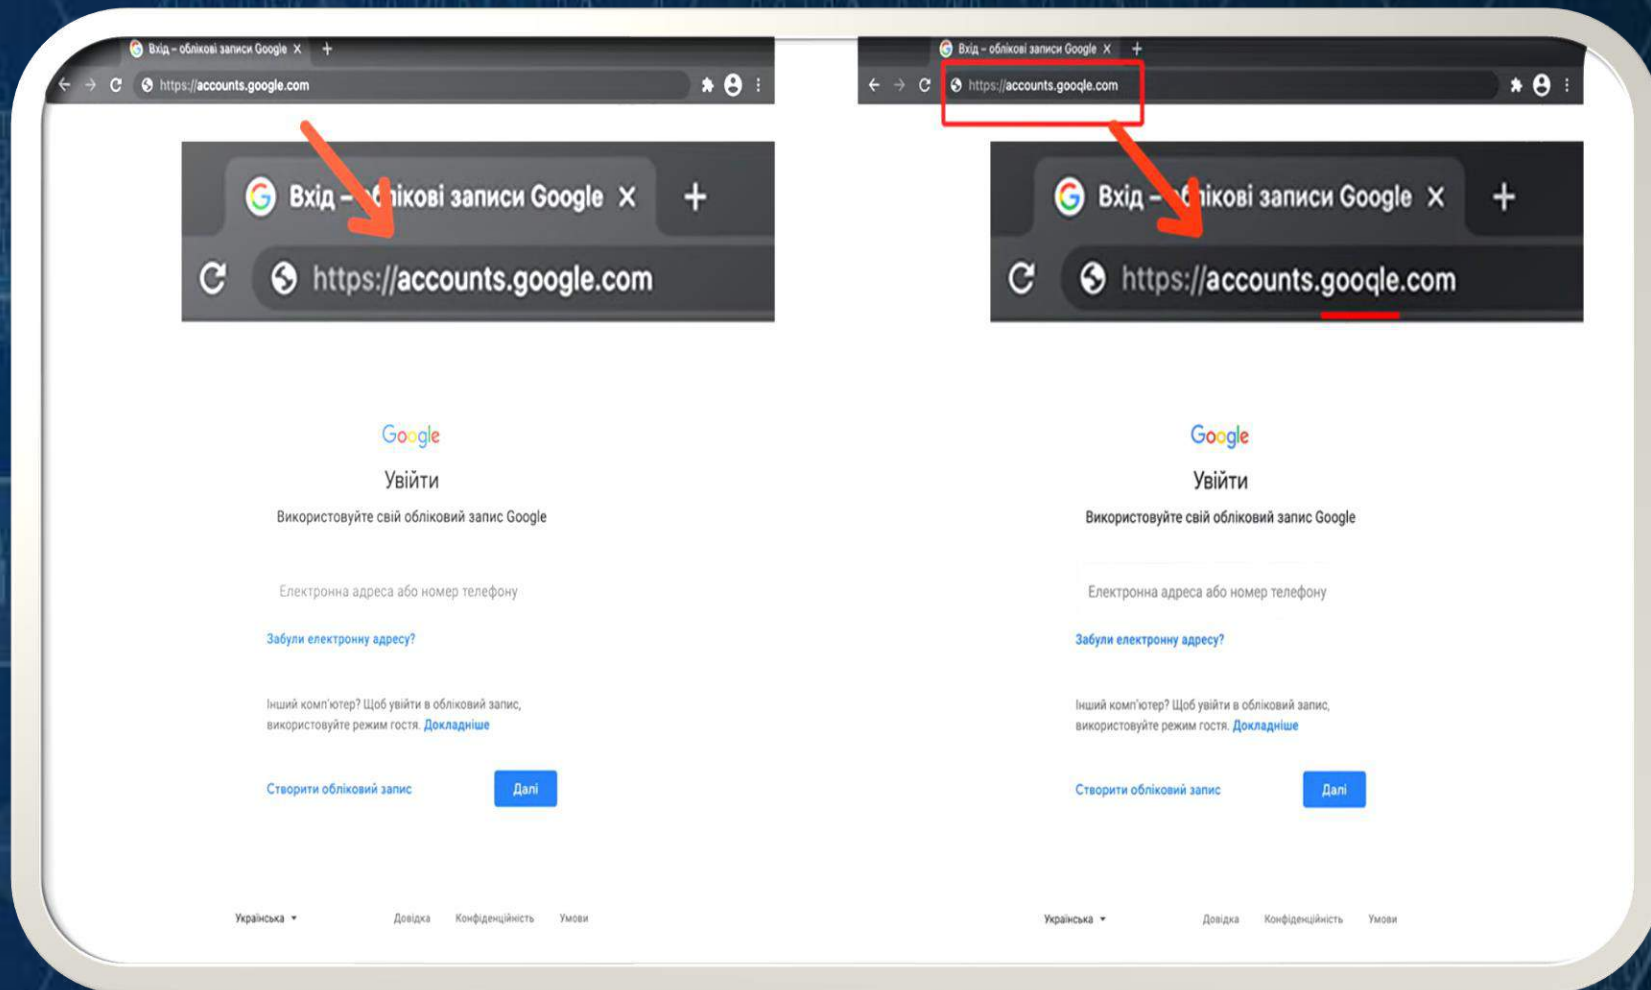 Вхід – облікові записи Google
https://accounts.google.com
Вхід – облікові записи Google
https://accounts.google.com
Google
Увійти
Використовуйте свій обліковий запис Google
Електронна адреса або номер телефону
Забули електронну адресу?
Інший комп'ютер? Щоб увійти в обліковий запис,
використовуйте режим гостя. Докладніше
Створити обліковий запис
Далі
Українська
Довідка Конфіденційність Умови
Вхід – облікові записи Google
https://accounts.gooqle.com
Вхід – облікові записи Google
https://accounts.gooqle.com
Google
Увійти
Використовуйте свій обліковий запис Google
Електронна адреса або номер телефону
Забули електронну адресу?
Інший комп'ютер? Щоб увійти в обліковий запис,
використовуйте режим гостя. Докладніше
Створити обліковий запис
Далі
Українська
Довідка Конфіденційність Умови